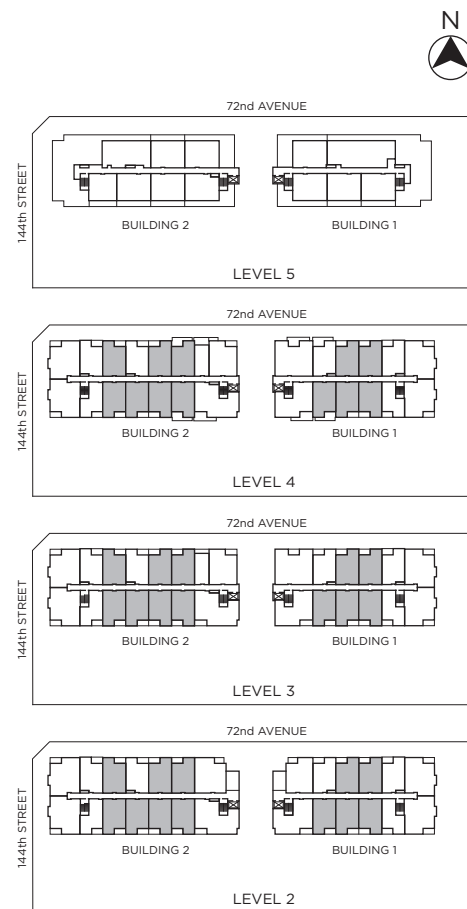 N
72nd AVENUE
144th STREET
BUILDING 2
BUILDING 1
LEVEL 5
72nd AVENUE
144th STREET
BUILDING 2
BUILDING 1
LEVEL 4
72nd AVENUE
144th STREET
BUILDING 2
BUILDING 1
LEVEL 3
72nd AVENUE
144th STREET
BUILDING 2
BUILDING 1
LEVEL 2